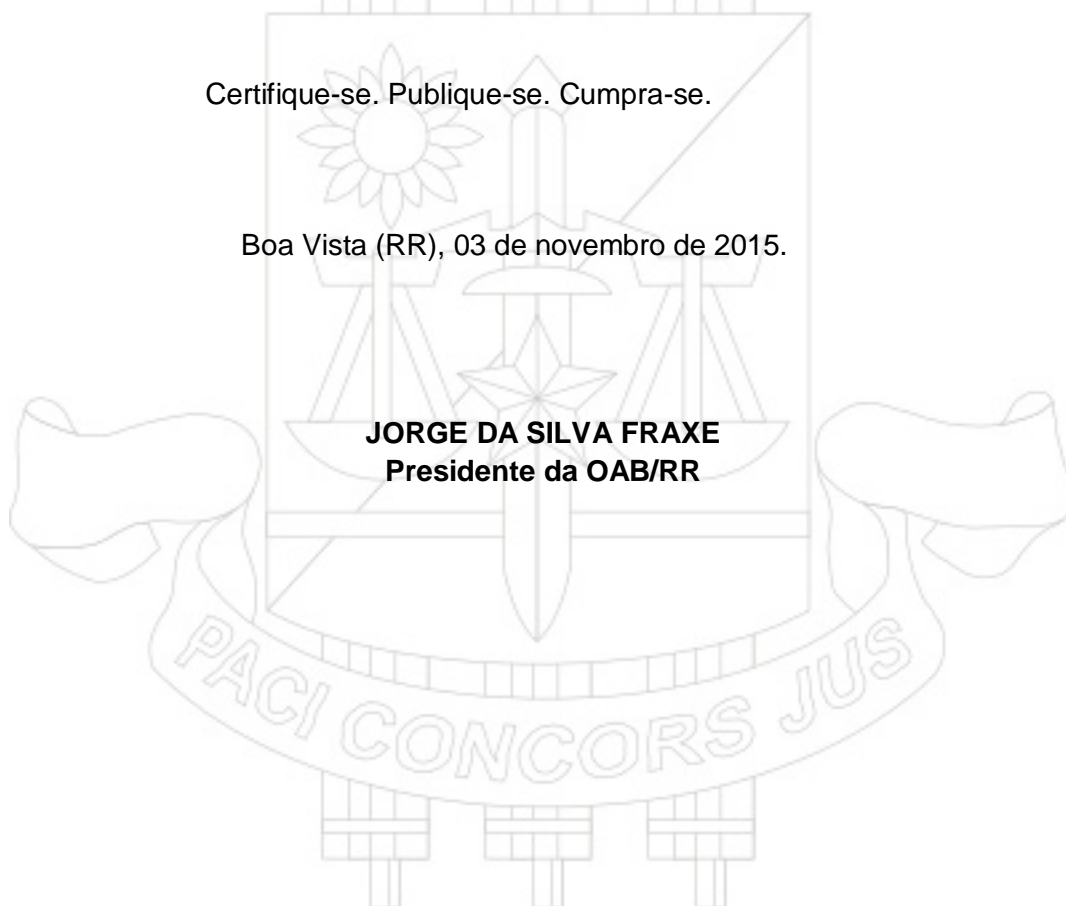 Certifique-se. Publique-se. Cumpra-se.
Boa Vista (RR), 03 de novembro de 2015.
JORGE DA SILVA FRAXE
Presidente da OAB/RR
PACI CONCORS JUS